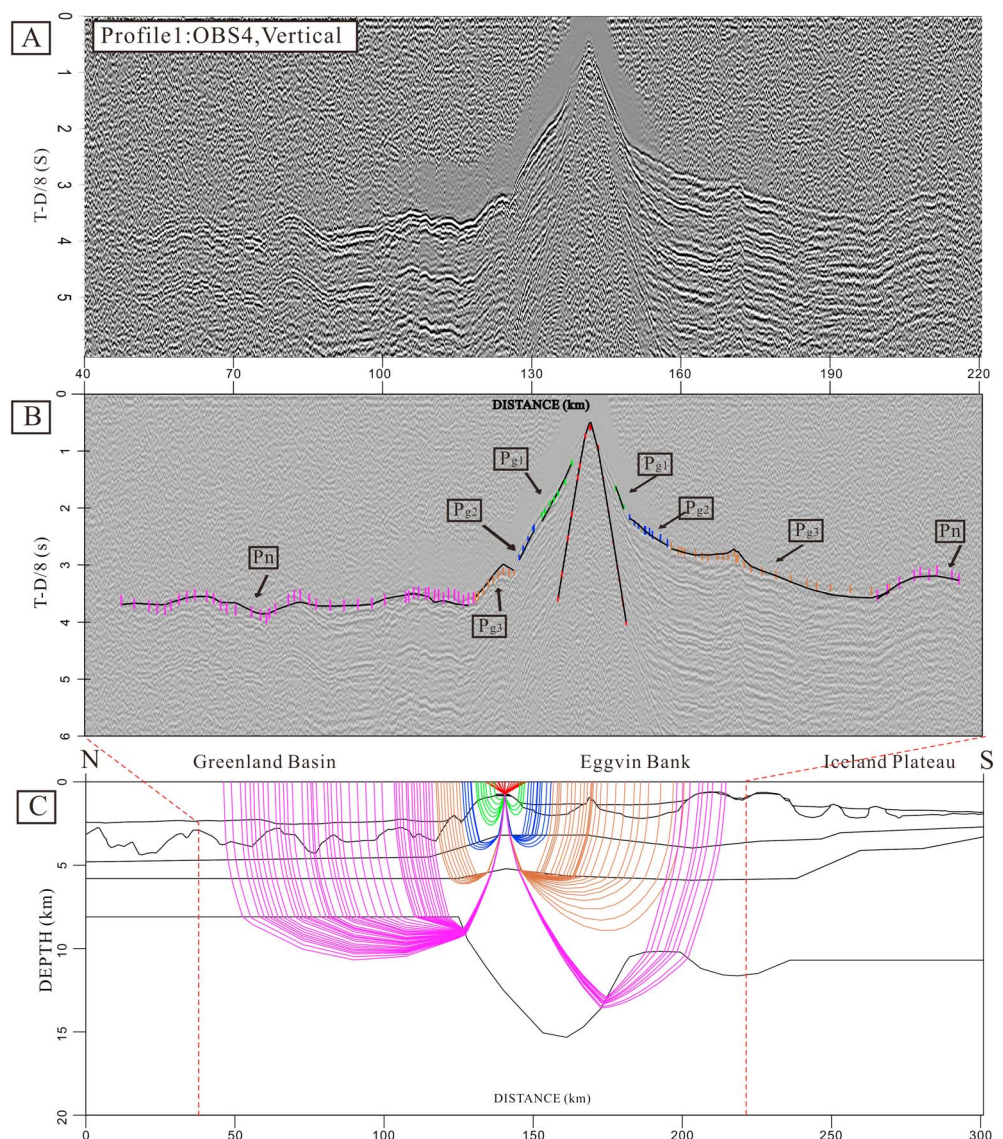 A
Profile1:OBS4,Vertical
0
1
2
3
4
5
T-D/8 (S)
40 70 100 130 160 190 220
B
DISTANCE (km)
0
1
2
3
4
5
6
T-D/8 (s)
Pg1
Pg1
Pg2
Pg2
Pg3
Pn
Pn
Pg3
N Greenland Basin Eggvin Bank Iceland Plateau S
C
0
5
10
15
20
DEPTH (km)
DISTANCE (km)
0 50 100 150 200 250 300